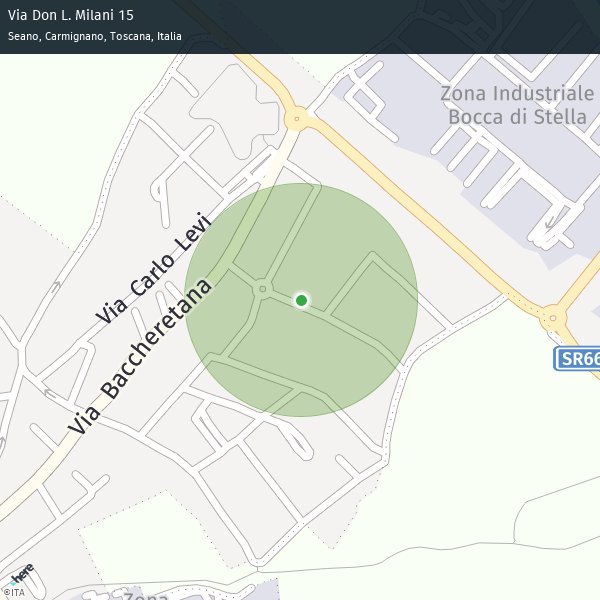 Via Don L. Milani 15
Seano, Carmignano, Toscana, Italia
Zona Industriale
Bocca di Stella
Via Carlo Levi
Via Baccheretana
SR66
here
©ITA
Zona